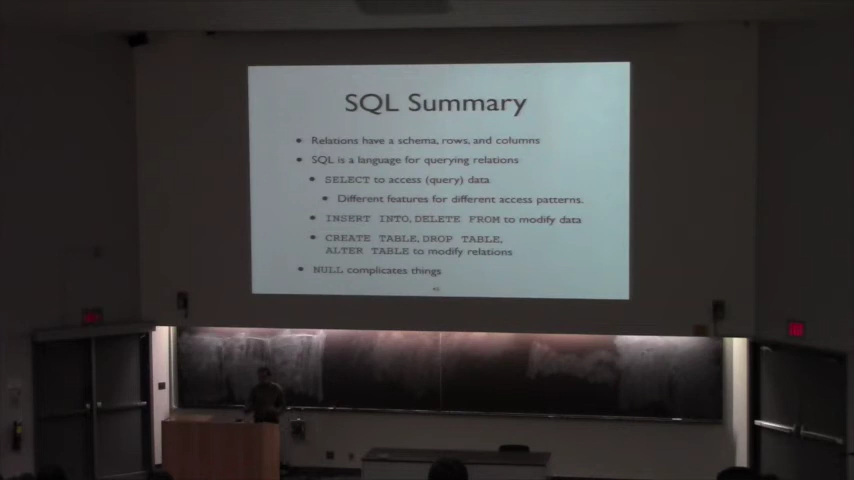 SQL Summary
• Relations have a schema, rows, and columns
• SQL is a language for querying relations
• SELECT to access (query) data
• Different features for different access patterns.
• INSERT INTO, DELETE FROM to modify data
• CREATE TABLE, DROP TABLE,
ALTER TABLE to modify relations
• NULL complicates things